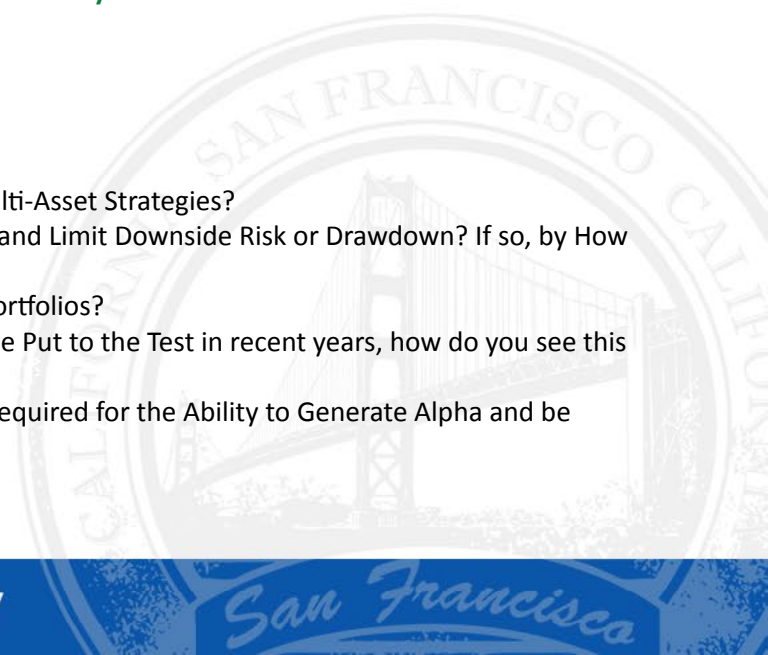 SAN FRANCISCO CALIFORNIA
CALIFORNIA
lti-Asset Strategies?
and Limit Downside Risk or Drawdown? If so, by How
ortfolios?
e Put to the Test in recent years, how do you see this
equired for the Ability to Generate Alpha and be
San Francisco